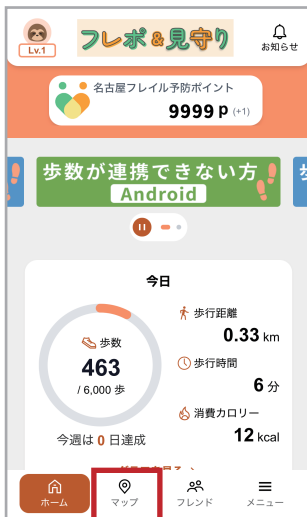 Lv.1
フレポ&見守り
お知らせ
名古屋フレイル予防ポイント
9999 p (+1)
歩数が連携できない方
Android
今日
歩数
463
/ 6,000 歩
今週は 0 日達成
歩行距離
0.33 km
歩行時間
6 分
消費カロリー
12 kcal
ホーム
マップ
フレンド
メニュー